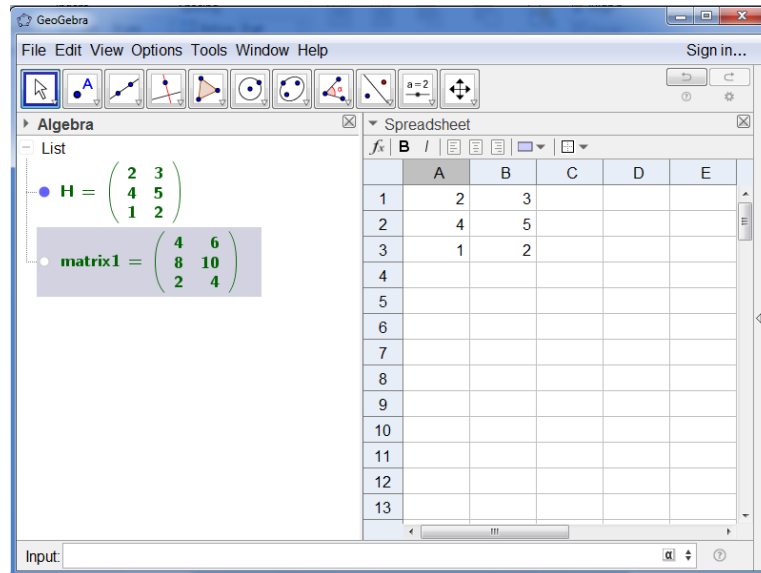 GeoGebra
File Edit View Options Tools Window Help Sign in...
A α a=2
Algebra
List
H = ( 2 3
4 5
1 2 )
matrix1 = ( 4 6
8 10
2 4 )
Spreadsheet
fx B I
A B C D E
1 2 3
2 4 5
3 1 2
4
5
6
7
8
9
10
11
12
13
Input: α